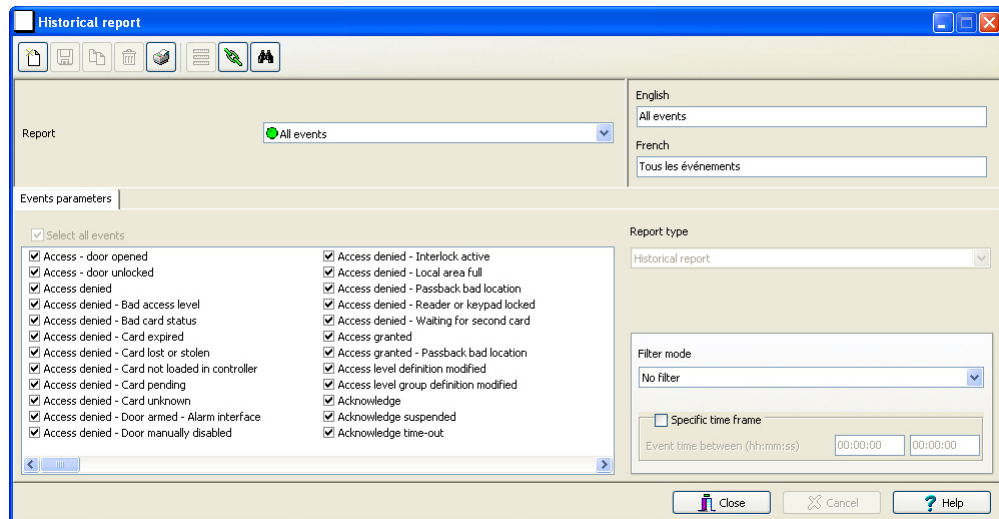 Historical report
English
All events
Report
All events
French
Tous les événements
Events parameters
Select all events
Access - door opened
Access - door unlocked
Access denied
Access denied - Bad access level
Access denied - Bad card status
Access denied - Card expired
Access denied - Card lost or stolen
Access denied - Card not loaded in controller
Access denied - Card pending
Access denied - Card unknown
Access denied - Door armed - Alarm interface
Access denied - Door manually disabled
Access denied - Interlock active
Access denied - Local area full
Access denied - Passback bad location
Access denied - Reader or keypad locked
Access denied - Waiting for second card
Access granted
Access granted - Passback bad location
Access level definition modified
Access level group definition modified
Acknowledge
Acknowledge suspended
Acknowledge time-out
Report type
Historical report
Filter mode
No filter
Specific time frame
Event time between (hh:mm:ss) 00:00:00 00:00:00
Close Cancel Help